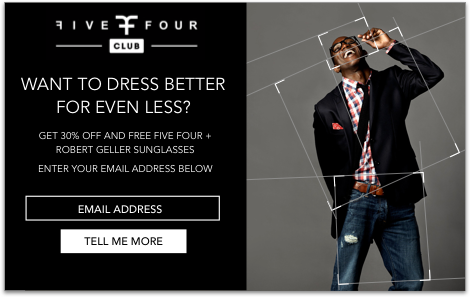 FIVE FOUR
CLUB
WANT TO DRESS BETTER
FOR EVEN LESS?
GET 30% OFF AND FREE FIVE FOUR +
ROBERT GELLER SUNGLASSES
ENTER YOUR EMAIL ADDRESS BELOW
EMAIL ADDRESS
TELL ME MORE